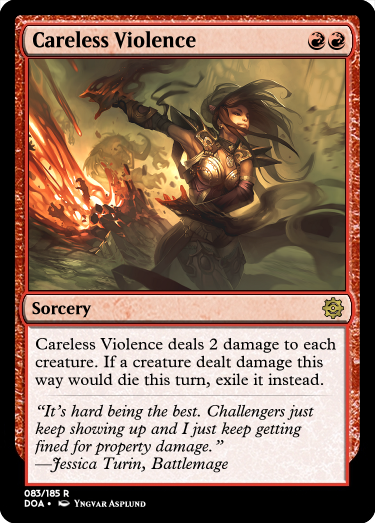 Careless Violence
Sorcery
Careless Violence deals 2 damage to each
creature. If a creature dealt damage this
way would die this turn, exile it instead.
“It’s hard being the best. Challengers just
keep showing up and I just keep getting
fined for property damage.”
—Jessica Turin, Battlemage
083/185 R
DOA • Yngvar Asplund